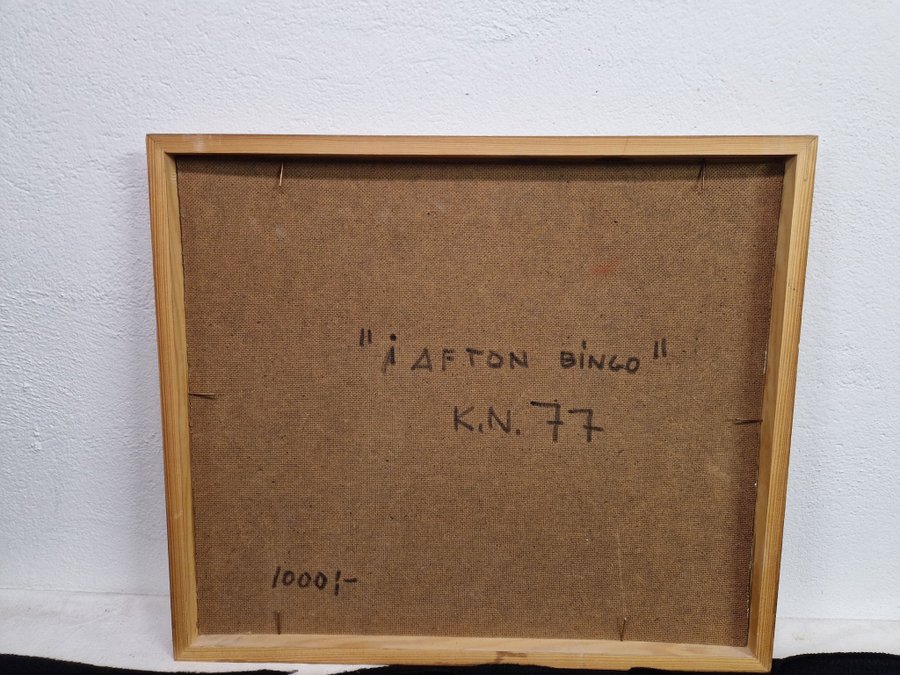 "i AFTON BINGO"
K.N. 77
1000:-